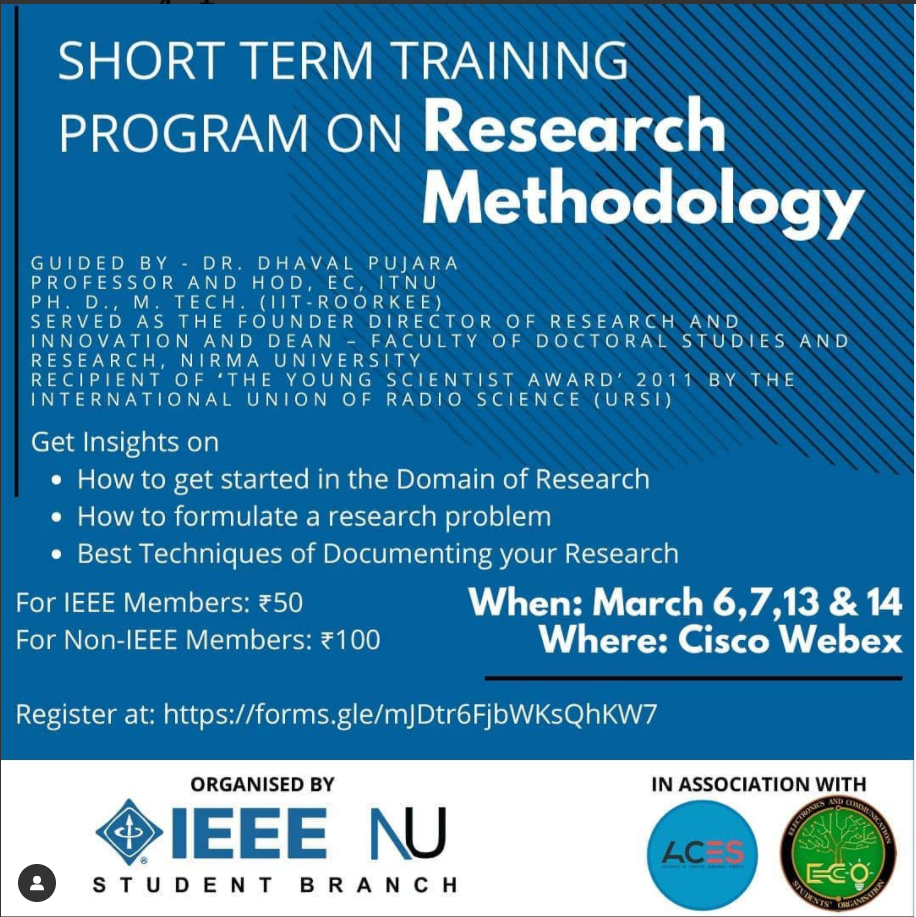 SHORT TERM TRAINING
PROGRAM ON Research
Methodology
GUIDED BY - DR. DHAVAL PUJARA
PROFESSOR AND HOD, EC, ITNU
PH. D., M. TECH. (IIT-ROORKEE)
SERVED AS THE FOUNDER DIRECTOR OF RESEARCH AND
INNOVATION AND DEAN – FACULTY OF DOCTORAL STUDIES AND
RESEARCH, NIRMA UNIVERSITY
RECIPIENT OF ‘THE YOUNG SCIENTIST AWARD’ 2011 BY THE
INTERNATIONAL UNION OF RADIO SCIENCE (URSI)
Get Insights on
• How to get started in the Domain of Research
• How to formulate a research problem
• Best Techniques of Documenting your Research
For IEEE Members: ₹50
For Non-IEEE Members: ₹100
When: March 6,7,13 & 14
Where: Cisco Webex
Register at: https://forms.gle/mJDtr6FjbWKsQhKW7
ORGANISED BY
IEEE NU
STUDENT BRANCH
IN ASSOCIATION WITH
ACES
ELECTRONICS AND COMMUNICATION
ECO
STUDENTS' ORGANISATION